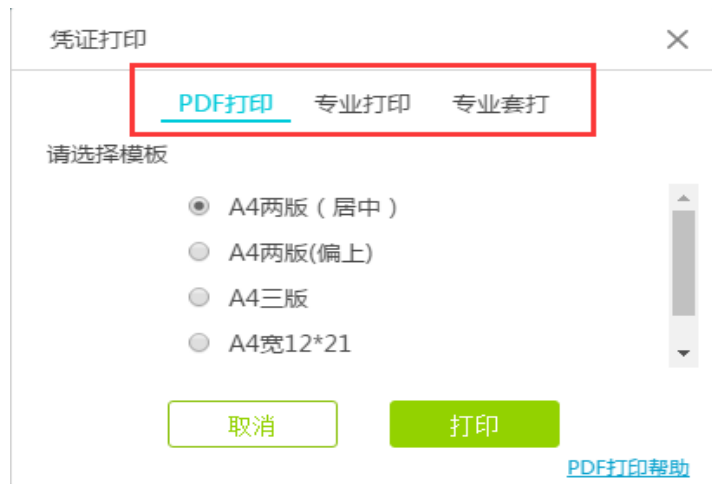 凭证打印
PDF打印 专业打印 专业套打
请选择模板
A4两版（居中）
A4两版(偏上)
A4三版
A4宽12*21
取消 打印
PDF打印帮助